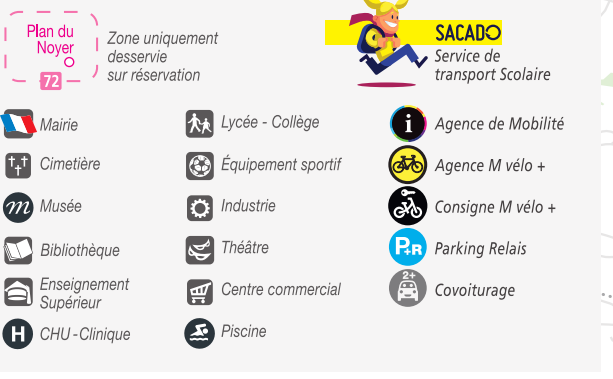 Plan du
Noyer
72
Zone uniquement
desservie
sur réservation
SACADO
Service de
transport Scolaire
Mairie
Cimetière
m Musée
Bibliothèque
Enseignement
Supérieur
H CHU-Clinique
Lycée - Collège
Équipement sportif
Industrie
Théâtre
Centre commercial
Piscine
i Agence de Mobilité
Agence M vélo +
Consigne M vélo +
P+R Parking Relais
2+
Covoiturage